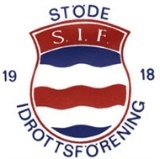 STÖDE
S.I.F.
19 18
IDROTTSFÖRENING